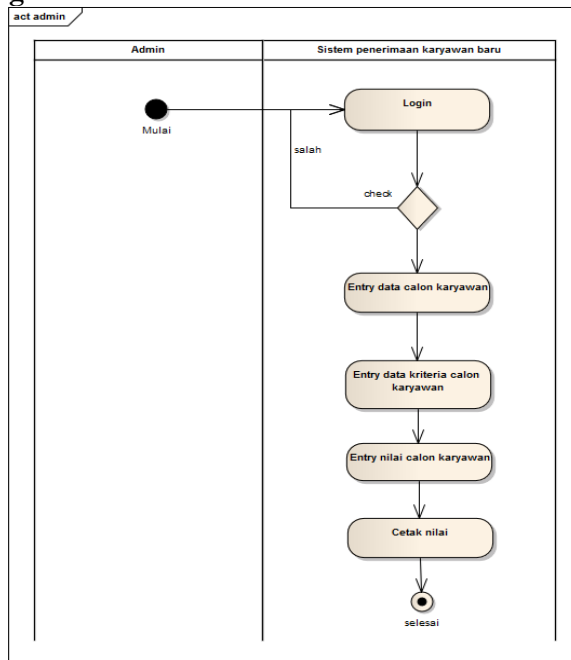 g
act admin
Admin
Sistem penerimaan karyawan baru
Login
Mulai
salah
check
Entry data calon karyawan
Entry data kriteria calon
karyawan
Entry nilai calon karyawan
Cetak nilai
selesai